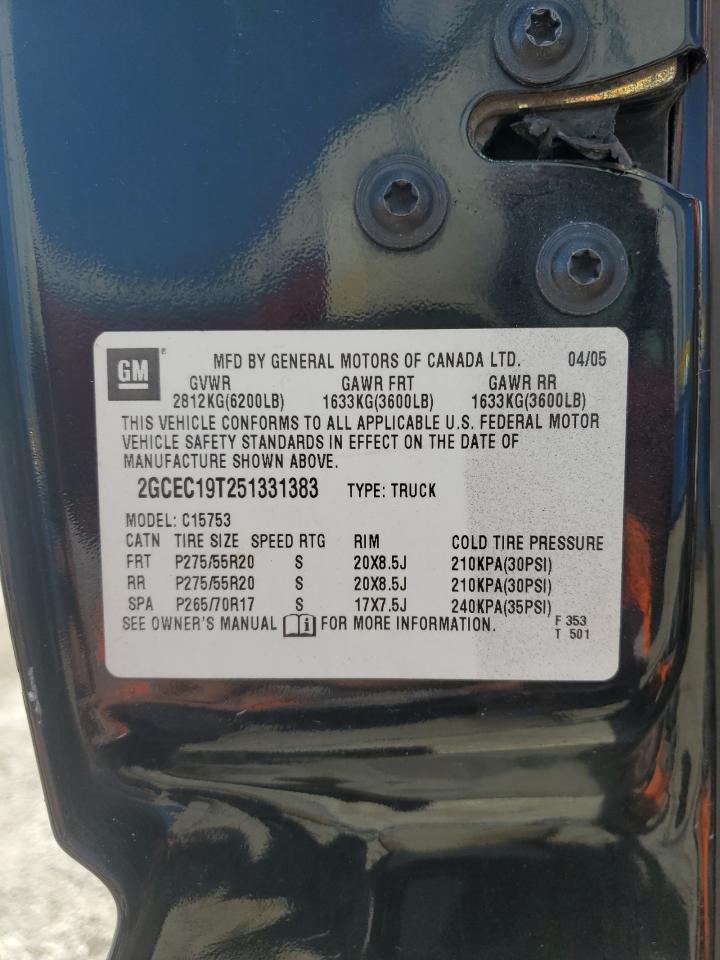 GM ® MFD BY GENERAL MOTORS OF CANADA LTD. 04/05
GVWR GAWR FRT GAWR RR
2812KG(6200LB) 1633KG(3600LB) 1633KG(3600LB)
THIS VEHICLE CONFORMS TO ALL APPLICABLE U.S. FEDERAL MOTOR
VEHICLE SAFETY STANDARDS IN EFFECT ON THE DATE OF
MANUFACTURE SHOWN ABOVE.
2GCEC19T251331383 TYPE: TRUCK
MODEL: C15753
CATN TIRE SIZE SPEED RTG RIM COLD TIRE PRESSURE
FRT P275/55R20 S 20X8.5J 210KPA(30PSI)
RR P275/55R20 S 20X8.5J 210KPA(30PSI)
SPA P265/70R17 S 17X7.5J 240KPA(35PSI)
SEE OWNER'S MANUAL i FOR MORE INFORMATION. F 353
T 501